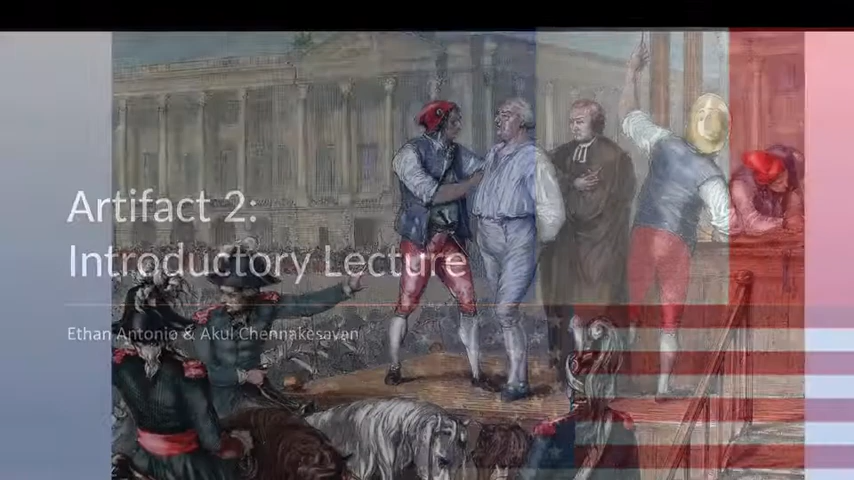 Artifact 2:
Introductory Lecture
Ethan Antonio & Akul Chennakesavan